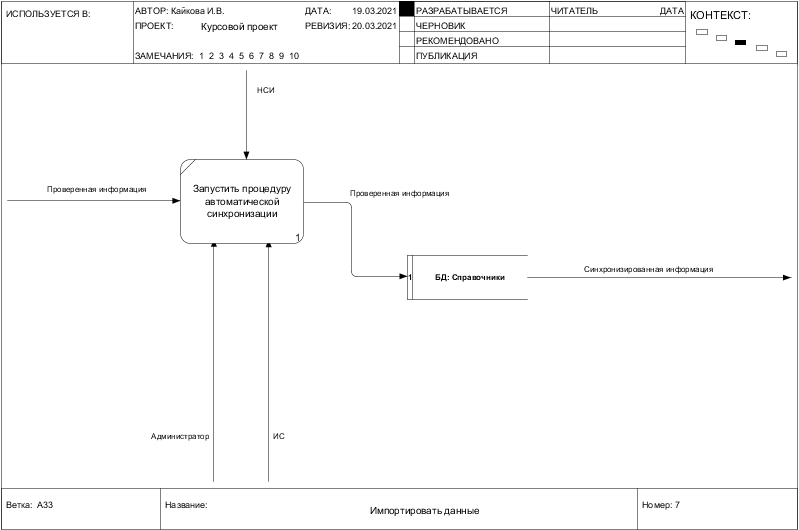 ИСПОЛЬЗУЕТСЯ В:
АВТОР: Кайкова И.В.
ДАТА: 19.03.2021
ПРОЕКТ: Курсовой проект
РЕВИЗИЯ: 20.03.2021
ЗАМЕЧАНИЯ: 1 2 3 4 5 6 7 8 9 10
РАЗРАБАТЫВАЕТСЯ
ЧЕРНОВИК
РЕКОМЕНДОВАНО
ПУБЛИКАЦИЯ
ЧИТАТЕЛЬ ДАТА
КОНТЕКСТ:
НСИ
Проверенная информация
Запустить процедуру
автоматической
синхронизации
1
Проверенная информация
1 БД: Справочники
Синхронизированная информация
Администратор
ИС
Ветка: A33
Название: Импортировать данные
Номер: 7